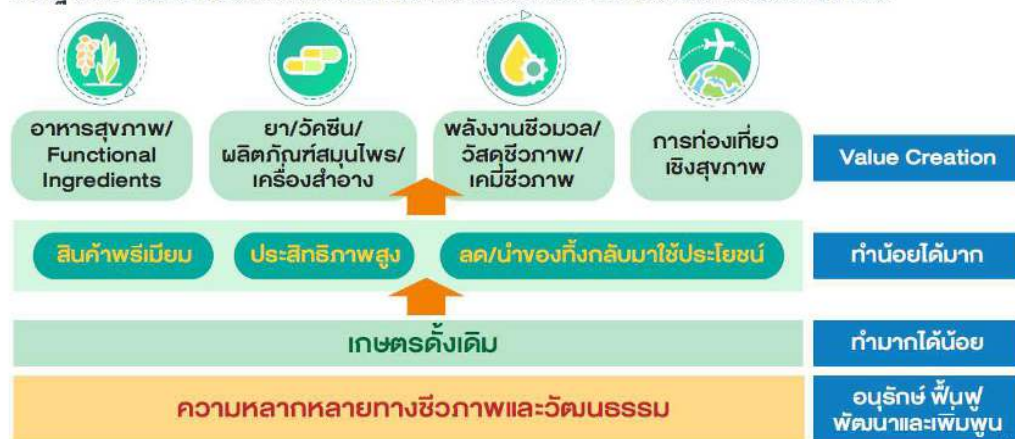 อาหารสุขภาพ/
Functional
Ingredients
ยา/วัคซีน/
ผลิตภัณฑ์สมุนไพร/
เครื่องสำอาง
พลังงานชีวมวล/
วัสดุชีวภาพ/
เคมีชีวภาพ
การท่องเที่ยว
เชิงสุขภาพ
Value Creation
สินค้าพรีเมียม
ประสิทธิภาพสูง
ลด/นำของทิ้งกลับมาใช้ประโยชน์
ทำน้อยได้มาก
เกษตรดั้งเดิม
ทำมากได้น้อย
ความหลากหลายทางชีวภาพและวัฒนธรรม
อนุรักษ์ ฟื้นฟู
พัฒนาและเพิ่มพูน